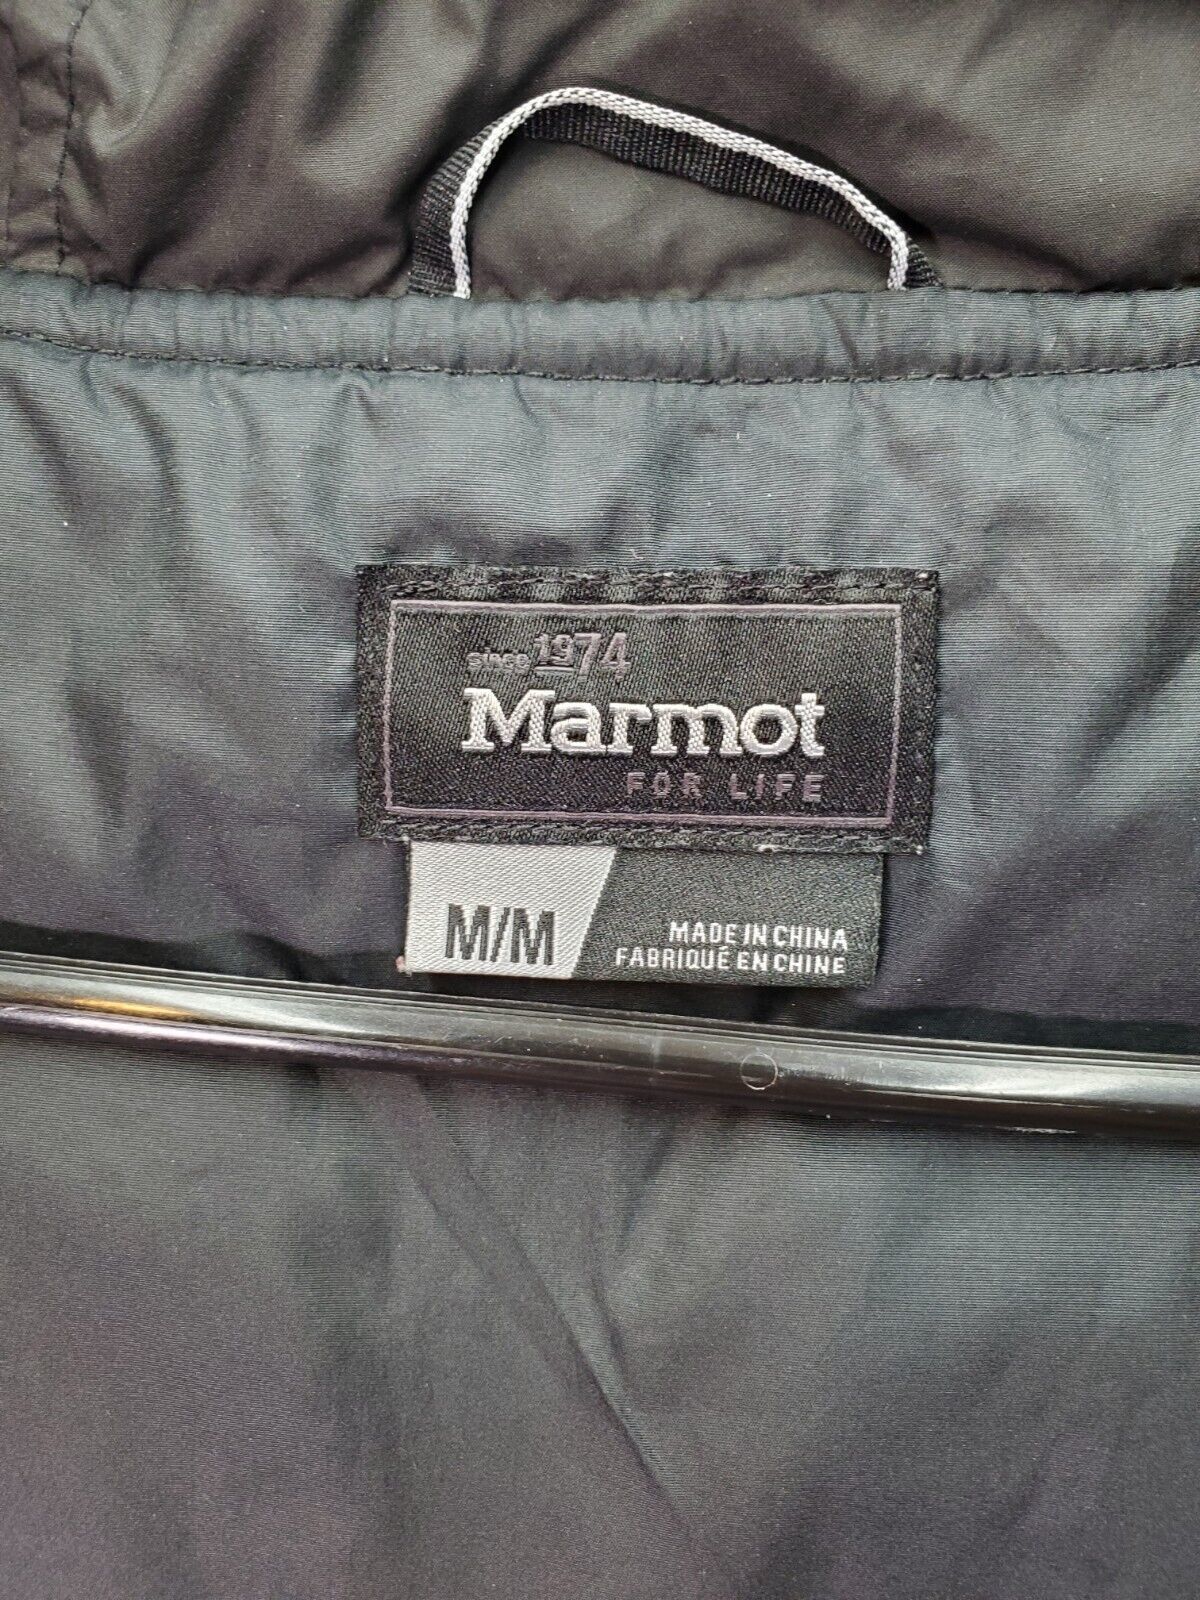 since 1974
Marmot
FOR LIFE
M/M
MADE IN CHINA
FABRIQUÉ EN CHINE